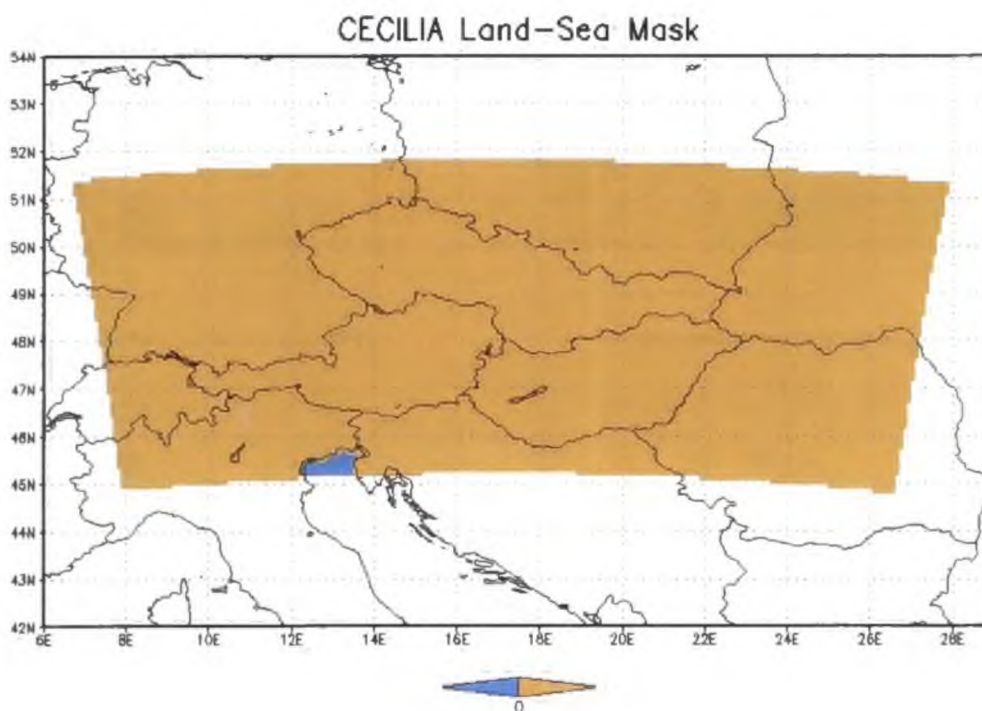 CECILIA Land-Sea Mask
54N
53N
52N
51N
50N
49N
48N
47N
46N
45N
44N
43N
42N
6E 8E 10E 12E 14E 16E 18E 20E 22E 24E 26E 28E
0